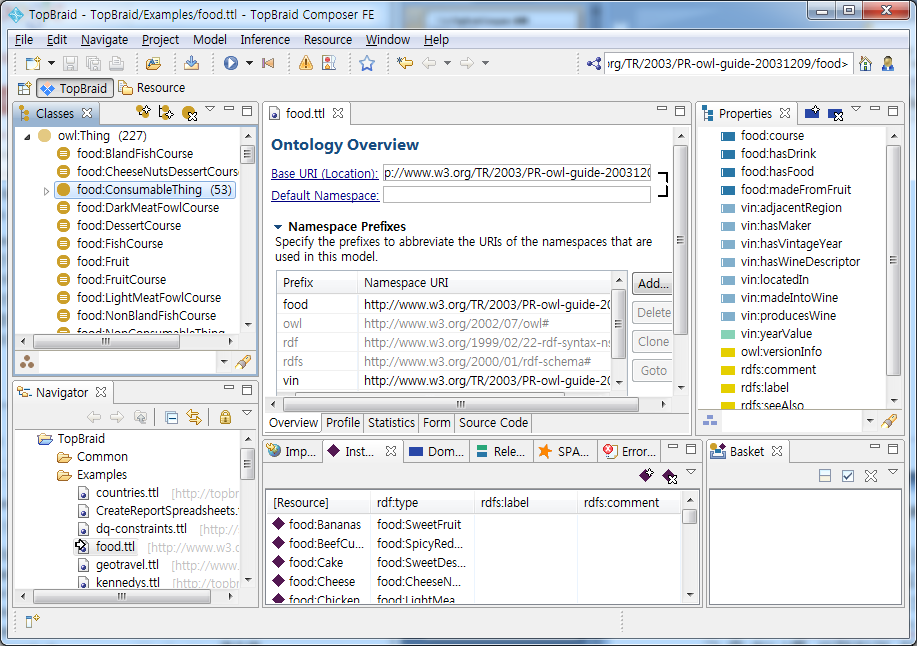 TopBraid - TopBraid/Examples/food.ttl - TopBraid Composer FE
File Edit Navigate Project Model Inference Resource Window Help
org/TR/2003/PR-owl-guide-20031209/food>
TopBraid Resource
Classes
owl:Thing (227)
food:BlandFishCourse
food:CheeseNutsDessertCours
food:ConsumableThing (53)
food:DarkMeatFowlCourse
food:DessertCourse
food:FishCourse
food:Fruit
food:FruitCourse
food:LightMeatFowlCourse
food:NonBlandFishCourse
food:NonConsumableThing
Navigator
TopBraid
Common
Examples
countries.ttl [http://topbr
CreateReportSpreadsheets.
dq-constraints.ttl [http://
food.ttl [http://www.w3.o
geotravel.ttl [http://www.
kennedys.ttl [http://topbr
food.ttl
Ontology Overview
Base URI (Location): p://www.w3.org/TR/2003/PR-owl-guide-2003120
Default Namespace:
Namespace Prefixes
Specify the prefixes to abbreviate the URIs of the namespaces that are
used in this model.
Prefix Namespace URI
food http://www.w3.org/TR/2003/PR-owl-guide-20
owl http://www.w3.org/2002/07/owl#
rdf http://www.w3.org/1999/02/22-rdf-syntax-ns
rdfs http://www.w3.org/2000/01/rdf-schema#
vin http://www.w3.org/TR/2003/PR-owl-guide-20
Add...
Delete
Clone
Goto
Overview Profile Statistics Form Source Code
Imp... Inst... Dom... Rele... SPA... Error...
[Resource] rdf:type rdfs:label rdfs:comment
food:Bananas food:SweetFruit
food:BeefCu... food:SpicyRed...
food:Cake food:SweetDes...
food:Cheese food:CheeseN...
food:Chicken food:LightMea
Properties
food:course
food:hasDrink
food:hasFood
food:madeFromFruit
vin:adjacentRegion
vin:hasMaker
vin:hasVintageYear
vin:hasWineDescriptor
vin:locatedIn
vin:madeIntoWine
vin:producesWine
vin:yearValue
owl:versionInfo
rdfs:comment
rdfs:label
rdfs:seeAlso
Basket